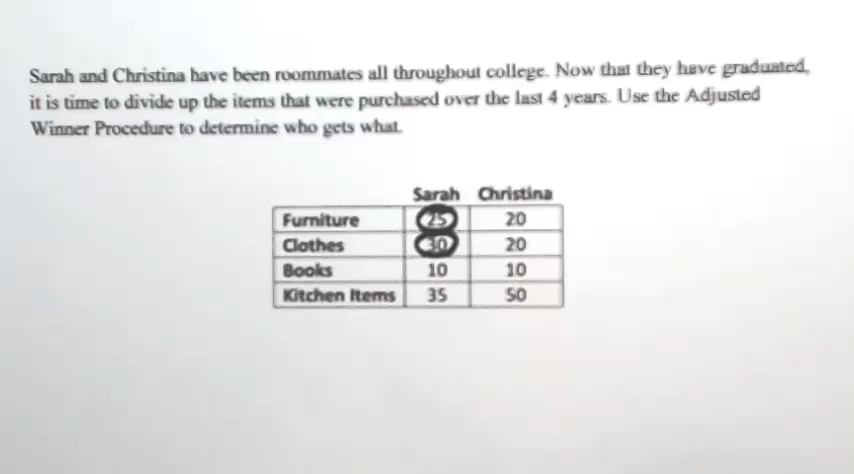 Sarah and Christina have been roommates all throughout college. Now that they have graduated,
it is time to divide up the items that were purchased over the last 4 years. Use the Adjusted
Winner Procedure to determine who gets what.
Sarah Christina
Furniture 25 20
Clothes 30 20
Books 10 10
Kitchen Items 35 50